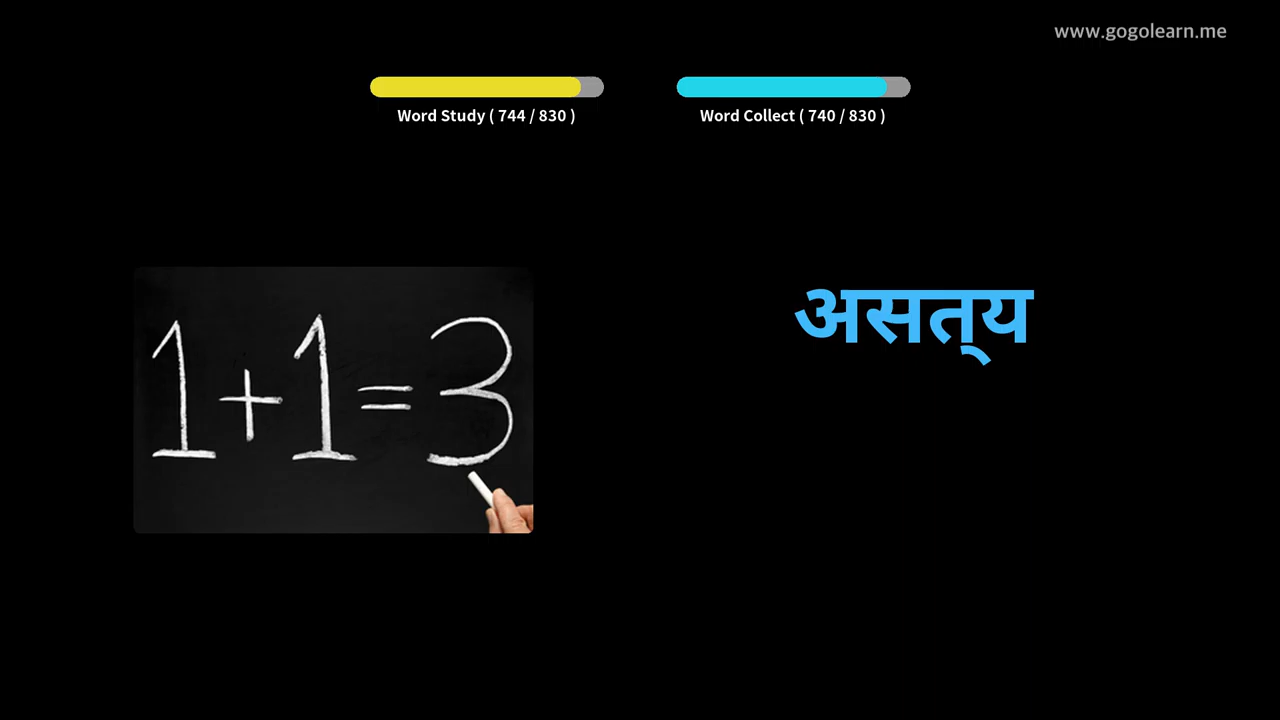 www.gogolearn.me
Word Study ( 744 / 830 )
Word Collect ( 740 / 830 )
असत्‌य
1+1=3